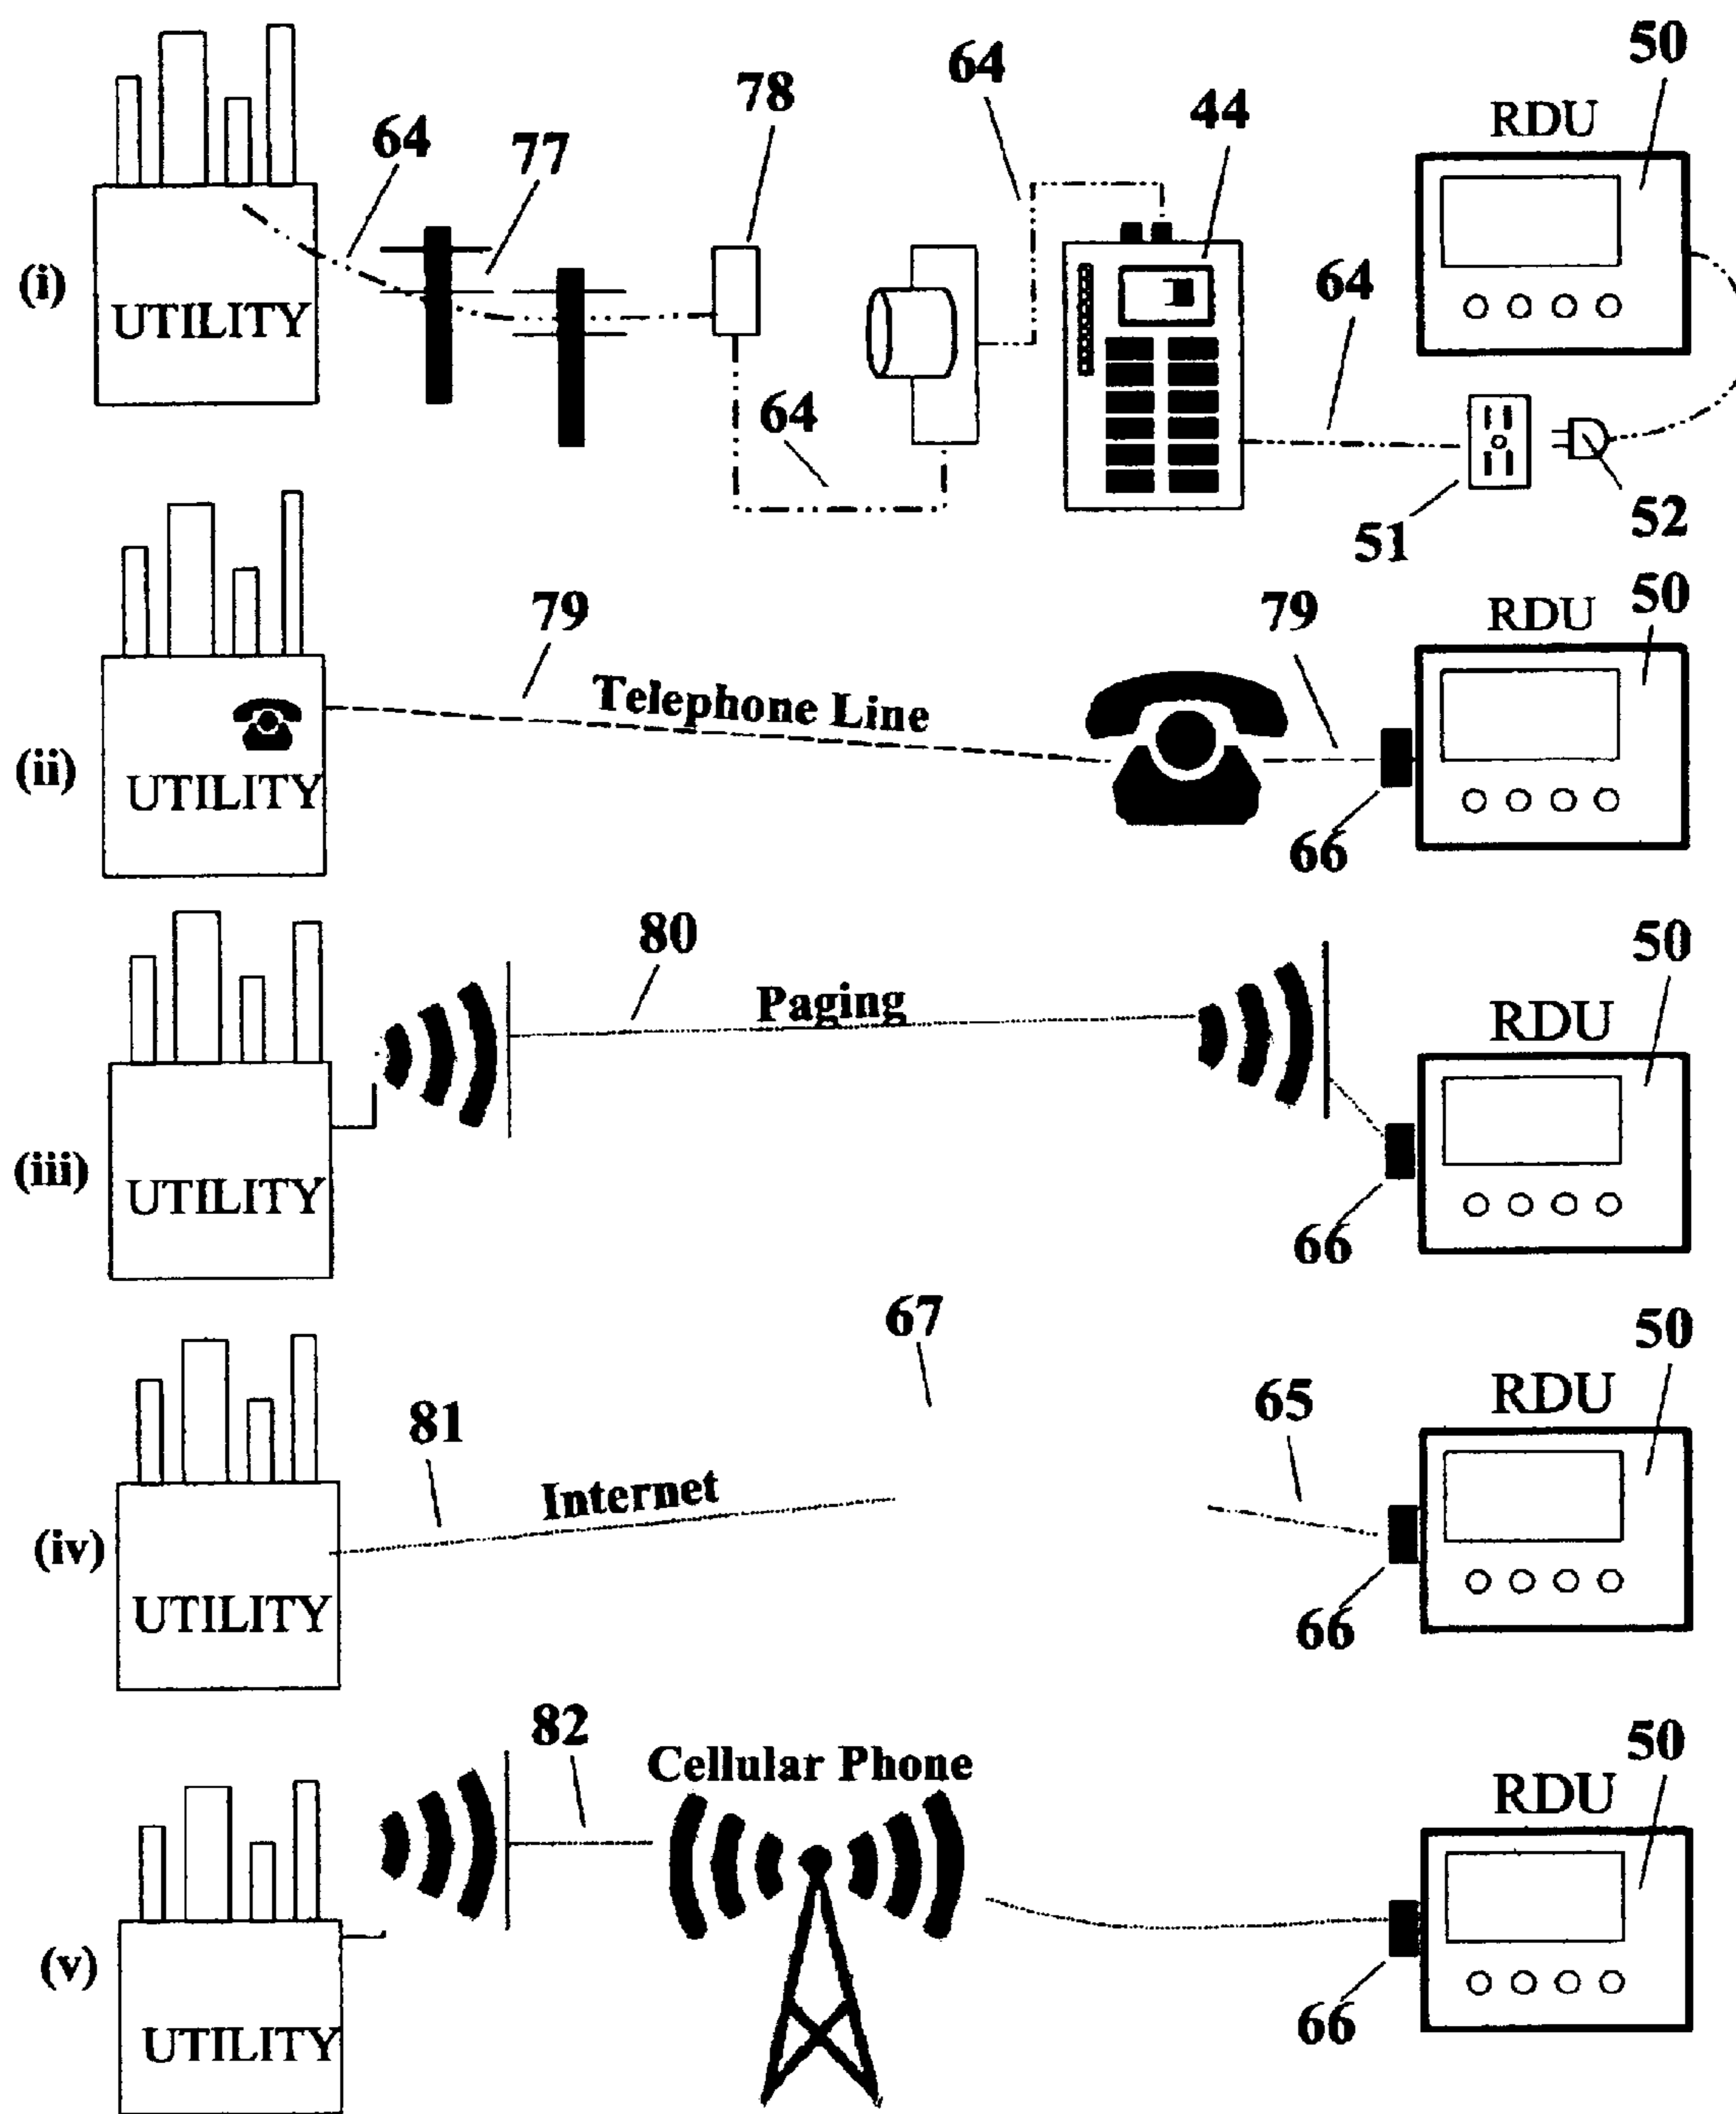 50
64
78
44
RDU
64
77
(i)
UTILITY
64
64
51
52
50
79
79
RDU
Telephone Line
(ii)
UTILITY
66
80
50
Paging
RDU
(iii)
UTILITY
66
67
50
81
65
RDU
Internet
(iv)
UTILITY
66
82
50
Cellular Phone
RDU
(v)
UTILITY
66